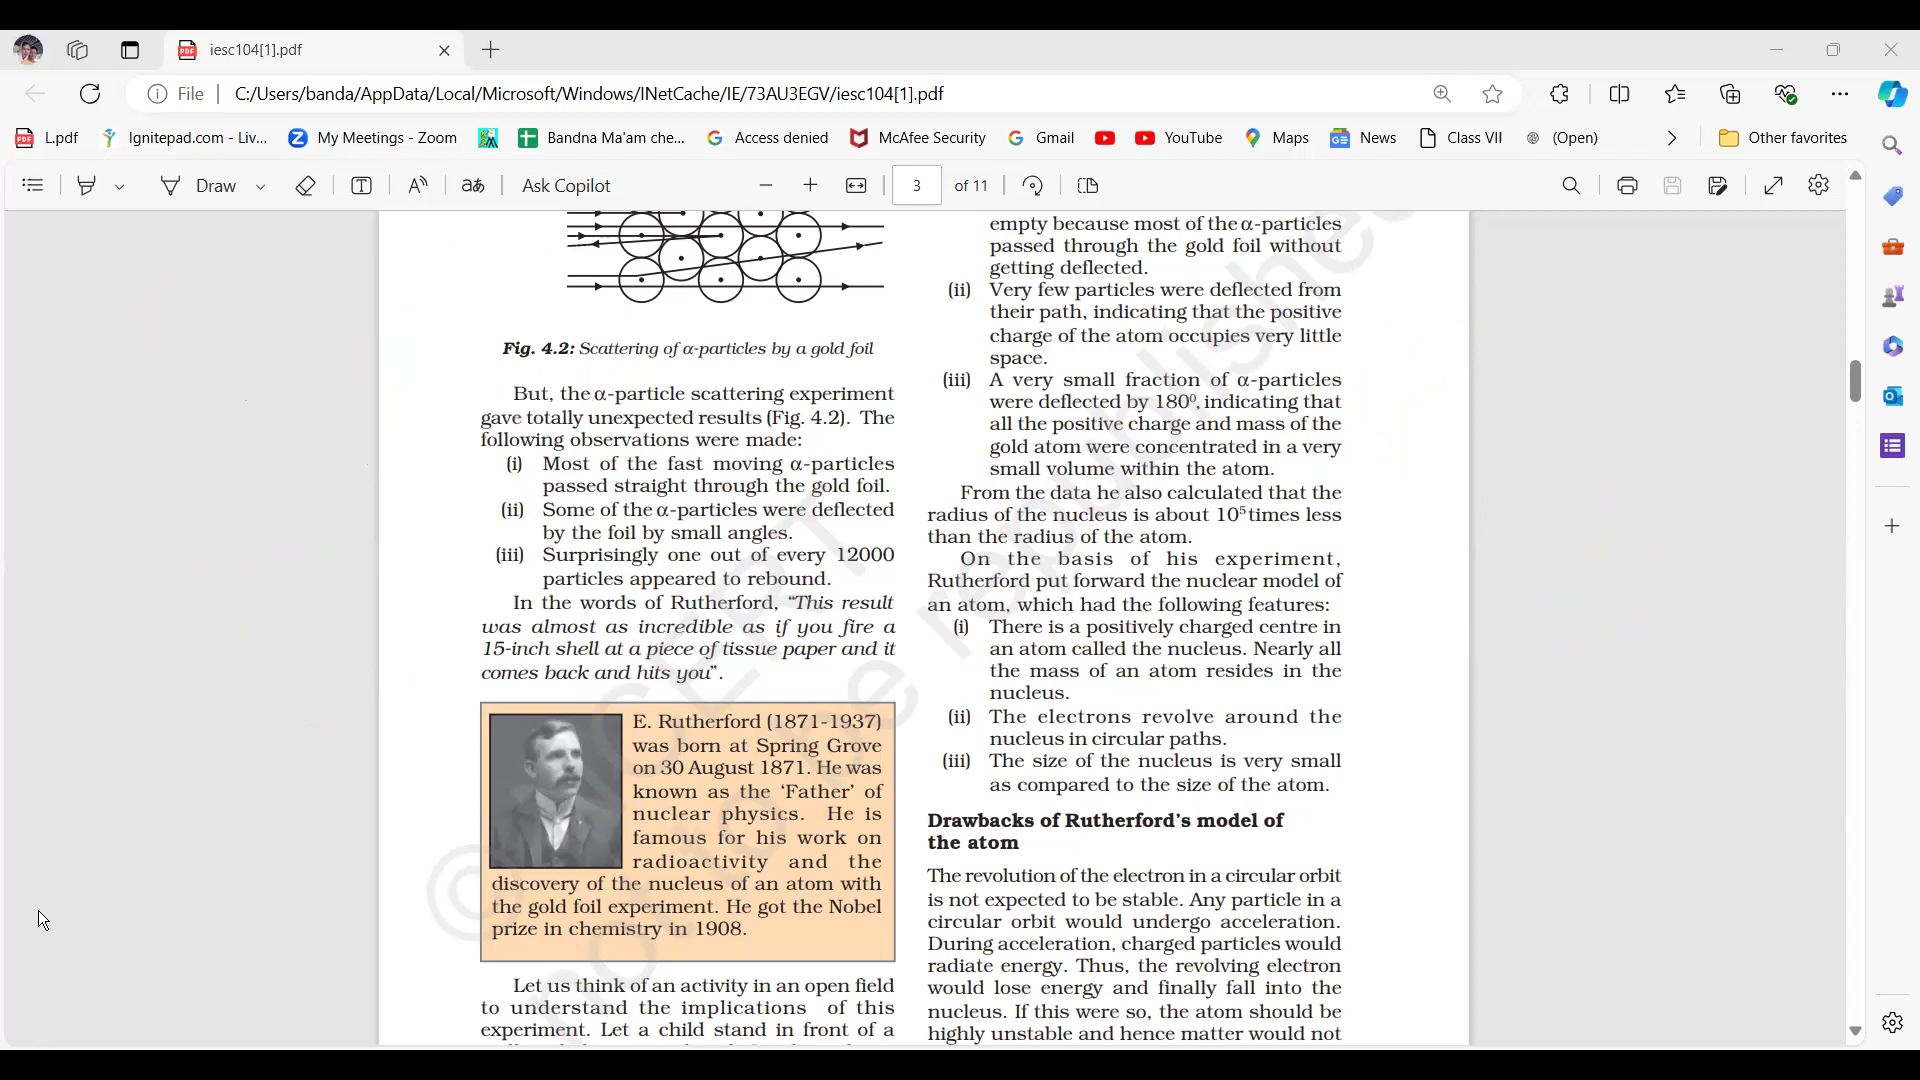 iesc104[1].pdf
File
C:/Users/banda/AppData/Local/Microsoft/Windows/INetCache/IE/73AU3EGV/iesc104[1].pdf
L.pdf
Ignitepad.com - Liv...
My Meetings - Zoom
Bandna Ma'am che...
Access denied
McAfee Security
Gmail
YouTube
Maps
News
Class VII
(Open)
Other favorites
Draw
Ask Copilot
3 of 11
Fig. 4.2: Scattering of α-particles by a gold foil
But, the α-particle scattering experiment
gave totally unexpected results (Fig. 4.2). The
following observations were made:
(i) Most of the fast moving α-particles
passed straight through the gold foil.
(ii) Some of the α-particles were deflected
by the foil by small angles.
(iii) Surprisingly one out of every 12000
particles appeared to rebound.
In the words of Rutherford, “This result
was almost as incredible as if you fire a
15-inch shell at a piece of tissue paper and it
comes back and hits you”.
E. Rutherford (1871-1937)
was born at Spring Grove
on 30 August 1871. He was
known as the ‘Father’ of
nuclear physics. He is
famous for his work on
radioactivity and the
discovery of the nucleus of an atom with
the gold foil experiment. He got the Nobel
prize in chemistry in 1908.
Let us think of an activity in an open field
to understand the implications of this
experiment. Let a child stand in front of a
empty because most of the α-particles
passed through the gold foil without
getting deflected.
(ii) Very few particles were deflected from
their path, indicating that the positive
charge of the atom occupies very little
space.
(iii) A very small fraction of α-particles
were deflected by 180⁰, indicating that
all the positive charge and mass of the
gold atom were concentrated in a very
small volume within the atom.
From the data he also calculated that the
radius of the nucleus is about 10⁵ times less
than the radius of the atom.
On the basis of his experiment,
Rutherford put forward the nuclear model of
an atom, which had the following features:
(i) There is a positively charged centre in
an atom called the nucleus. Nearly all
the mass of an atom resides in the
nucleus.
(ii) The electrons revolve around the
nucleus in circular paths.
(iii) The size of the nucleus is very small
as compared to the size of the atom.
Drawbacks of Rutherford’s model of
the atom
The revolution of the electron in a circular orbit
is not expected to be stable. Any particle in a
circular orbit would undergo acceleration.
During acceleration, charged particles would
radiate energy. Thus, the revolving electron
would lose energy and finally fall into the
nucleus. If this were so, the atom should be
highly unstable and hence matter would not
© NCERT
not to be republished